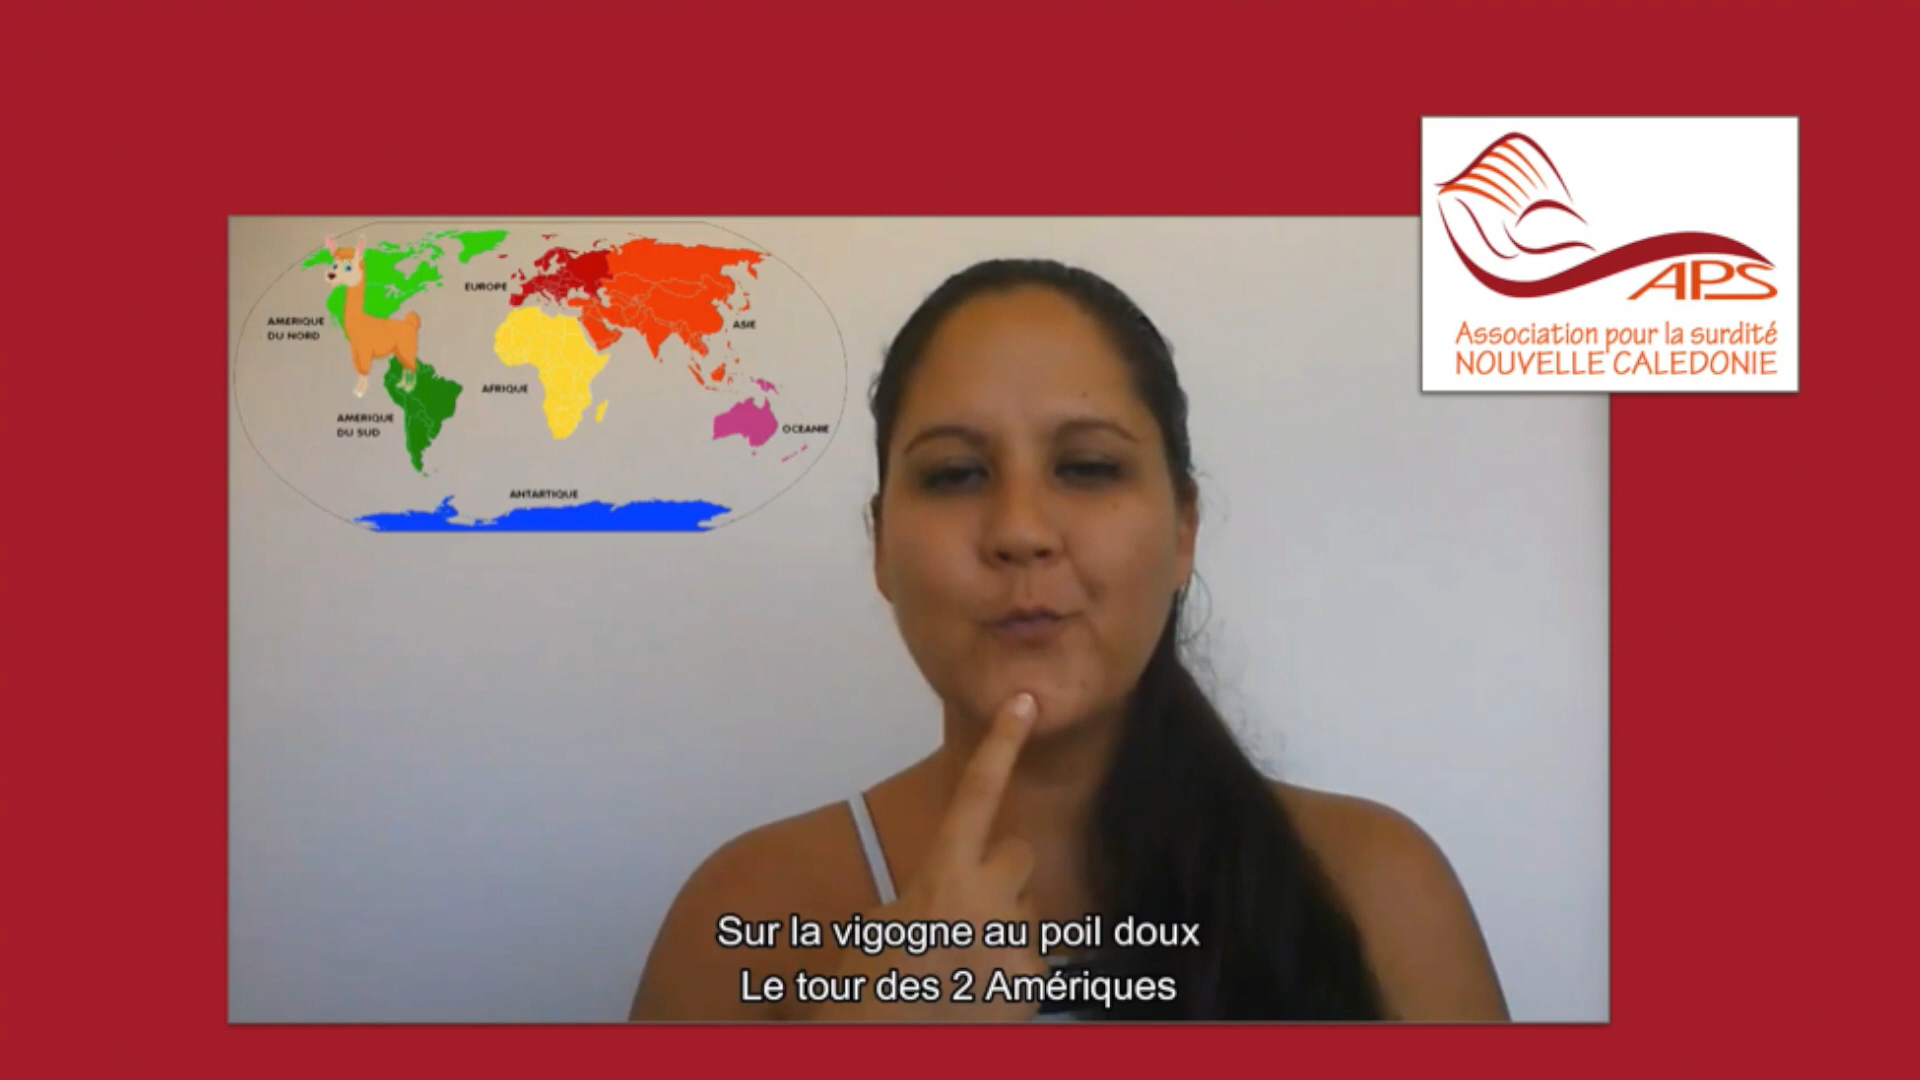 EUROPE
AMERIQUE
DU NORD
ASIE
AFRIQUE
AMERIQUE
DU SUD
OCEANIE
ANTARTIQUE
APS
Association pour la surdité
NOUVELLE CALEDONIE
Sur la vigogne au poil doux
Le tour des 2 Amériques